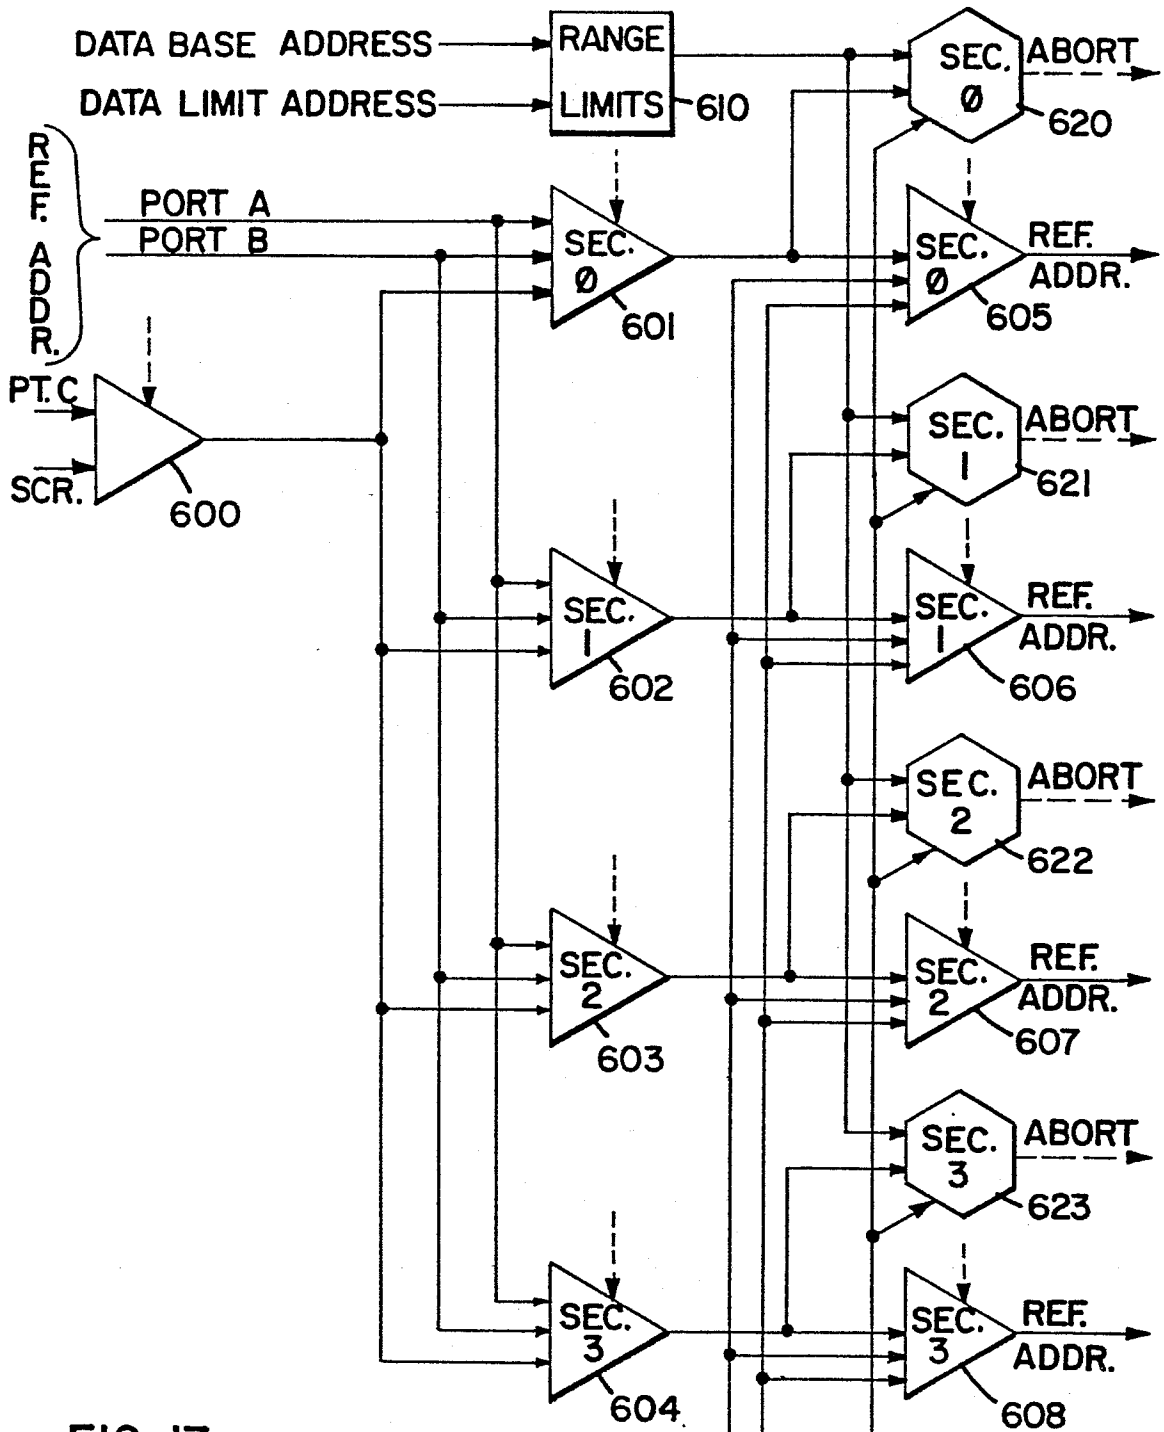 DATA BASE ADDRESS
DATA LIMIT ADDRESS
RANGE
LIMITS
610
SEC.
Ø
ABORT
620
REF. ADDR.
PORT A
PORT B
SEC.
Ø
601
SEC.
Ø
REF.
ADDR.
605
PT.C
SCR.
600
SEC.
1
ABORT
621
SEC.
1
602
SEC.
1
REF.
ADDR.
606
SEC.
2
ABORT
622
SEC.
2
603
SEC.
2
REF.
ADDR.
607
SEC.
3
ABORT
623
SEC.
3
604
SEC.
3
REF.
ADDR.
608